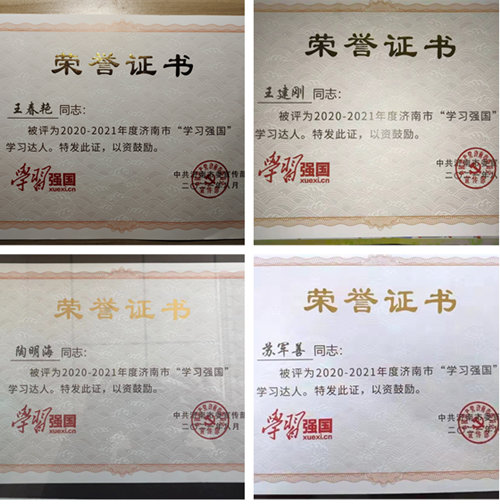 荣誉证书
王春艳 同志:
被评为2020-2021年度济南市“学习强国”
学习达人。特发此证，以资鼓励。
学习强国
xuexi.cn
荣誉证书
王建刚 同志:
被评为2020-2021年度济南市“学习强国”
学习达人。特发此证，以资鼓励。
学习强国
xuexi.cn
荣誉证书
陶明海 同志:
被评为2020-2021年度济南市“学习强国”
学习达人。特发此证，以资鼓励。
學習强国
xuexi.cn
荣誉证书
苏军善 同志:
被评为2020-2021年度济南市“学习强国”
学习达人。特发此证，以资鼓励。
學習强国
xuexi.cn